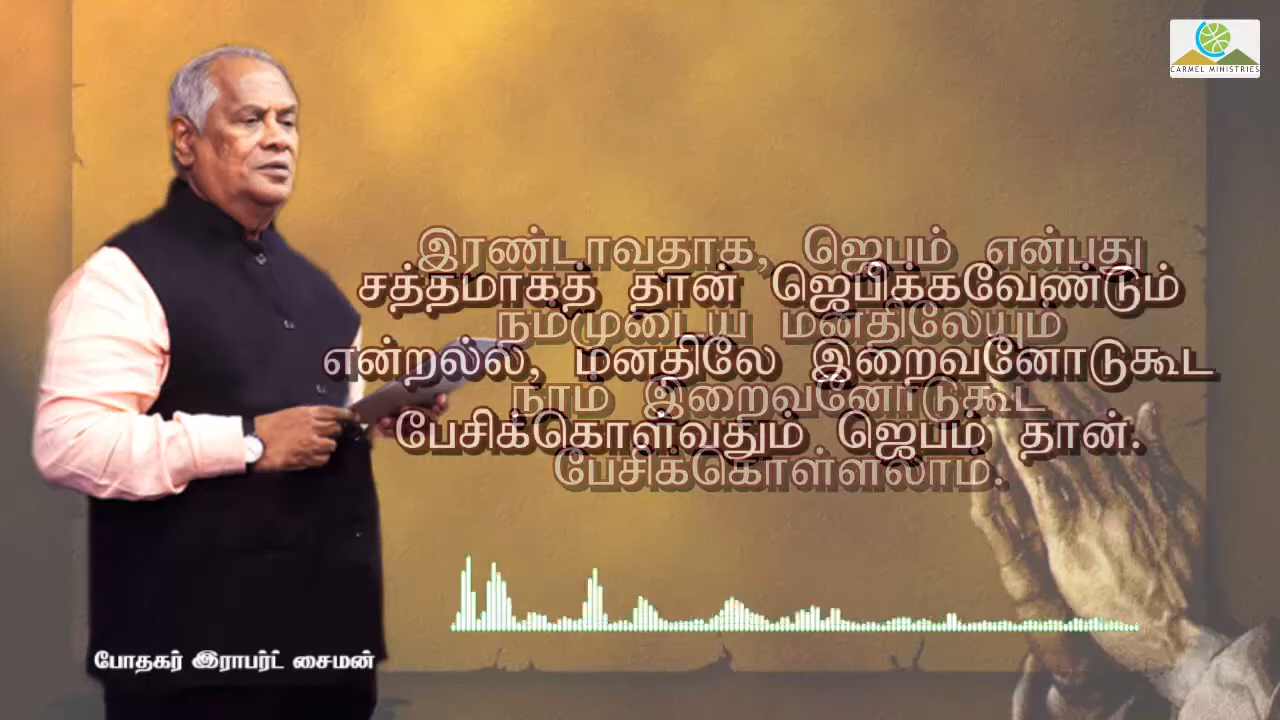 CARMEL MINISTRIES
இரண்டாவதாக, ஜெபம் என்பது
சத்தமாகத் தான் ஜெபிக்கவேண்டும்
நம்முடைய மனதிலேயும்
என்றல்ல, மனதிலே இறைவனோடுகூட
நாம் இறைவனோடுகூட
பேசிக்கொள்வதும் ஜெபம் தான்.
பேசிக்கொள்ளலாம்.
போதகர் இராபர்ட் சைமன்